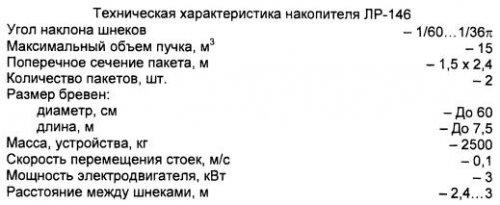 Техническая характеристика накопителя ЛР-146
Угол наклона шнеков – 1/60…1/36π
Максимальный объем пучка, м³ – 15
Поперечное сечение пакета, м – 1,5 х 2,4
Количество пакетов, шт. – 2
Размер бревен:
диаметр, см – До 60
длина, м – До 7,5
Масса, устройства, кг – 2500
Скорость перемещения стоек, м/с – 0,1
Мощность электродвигателя, кВт – 3
Расстояние между шнеками, м – 2,4…3